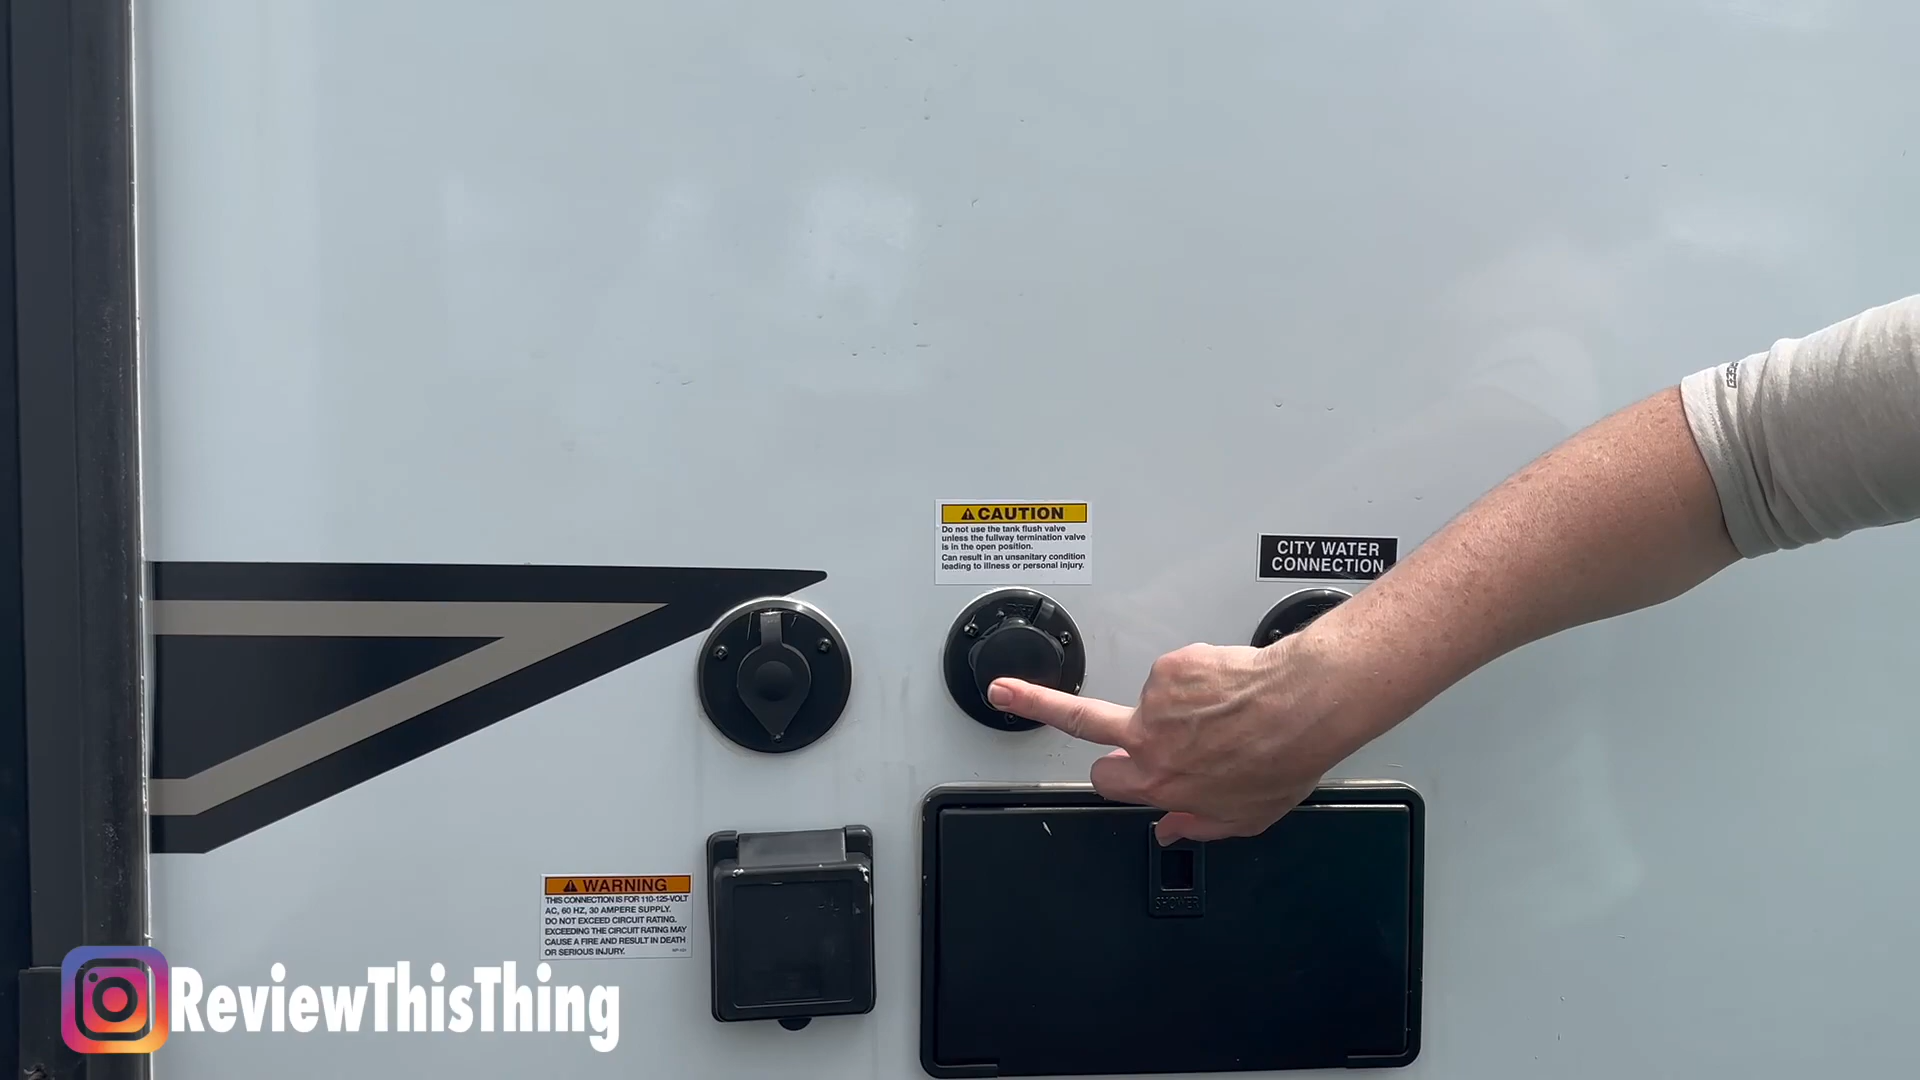 CAUTION
Do not use the tank flush valve
unless the fullway termination valve
is in the open position.
Can result in an unsanitary condition
leading to illness or personal injury.
CITY WATER
CONNECTION
SHOWER
WARNING
THIS CONNECTION IS FOR 110-125-VOLT
AC, 60 HZ, 30 AMPERE SUPPLY.
DO NOT EXCEED CIRCUIT RATING.
EXCEEDING THE CIRCUIT RATING MAY
CAUSE A FIRE AND RESULT IN DEATH
OR SERIOUS INJURY.
ReviewThisThing